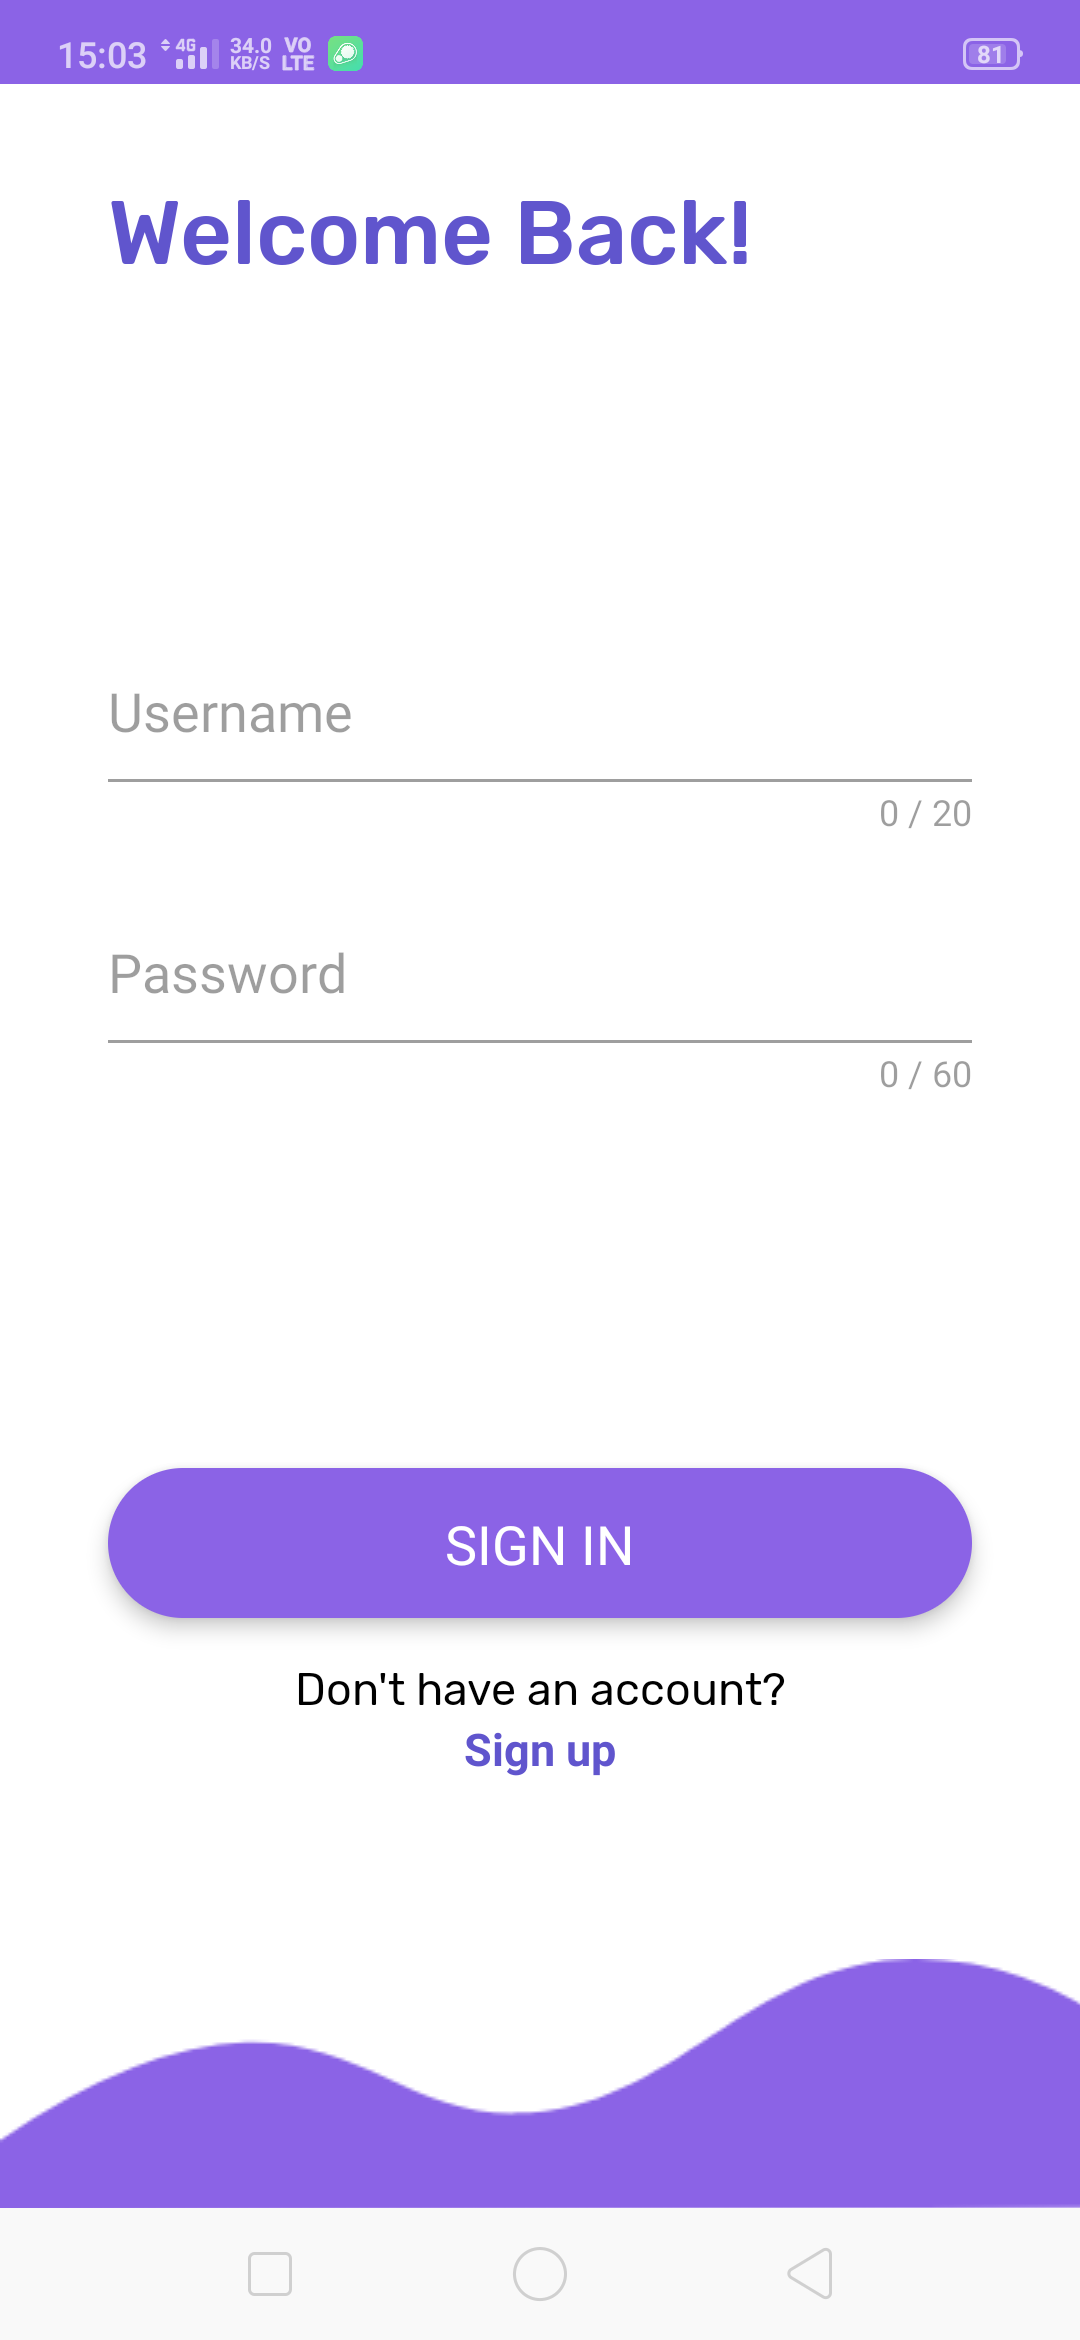 15:03 4G 34.0 KB/S VO LTE 81
Welcome Back!
Username
0 / 20
Password
0 / 60
SIGN IN
Don't have an account?
Sign up